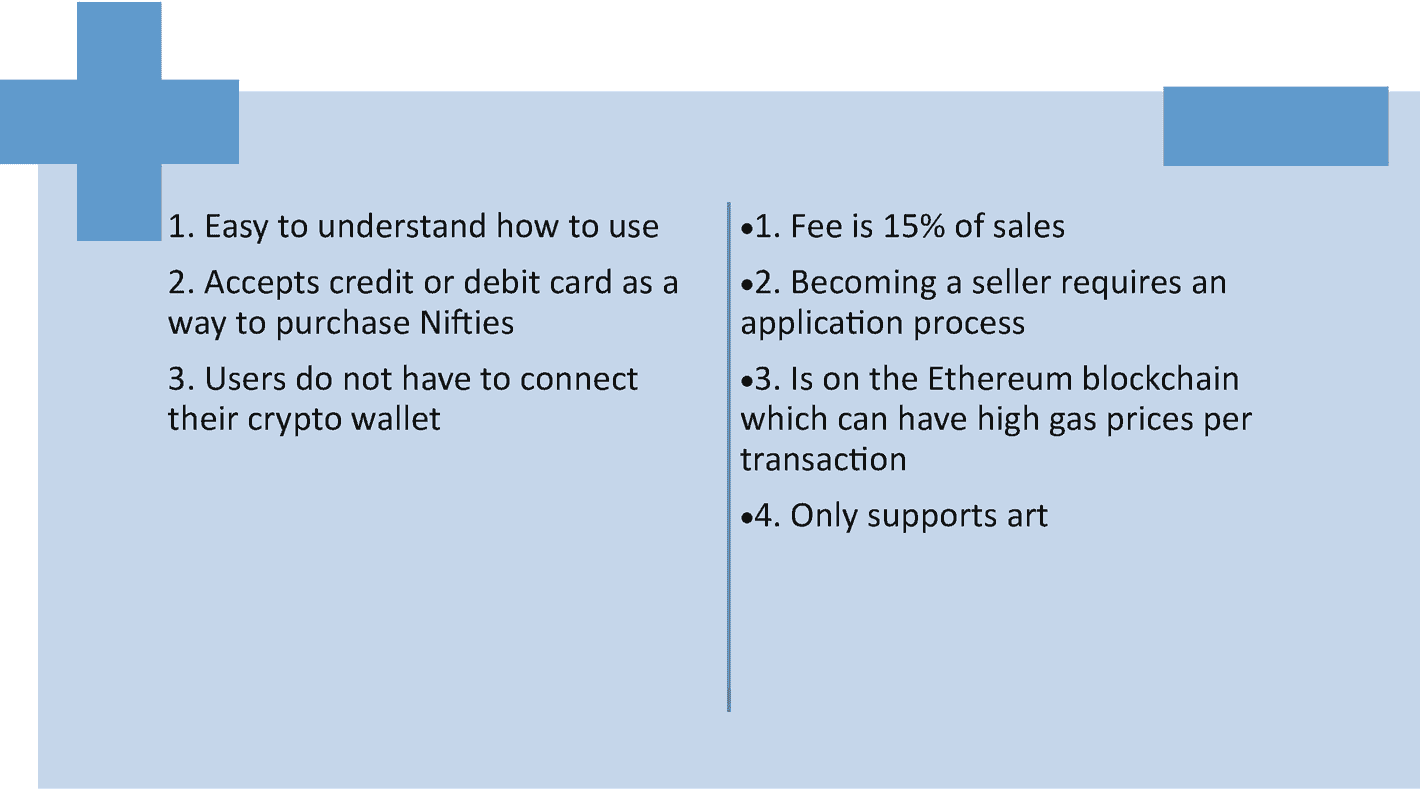 1. Easy to understand how to use
2. Accepts credit or debit card as a
way to purchase Nifties
3. Users do not have to connect
their crypto wallet
•1. Fee is 15% of sales
•2. Becoming a seller requires an
application process
•3. Is on the Ethereum blockchain
which can have high gas prices per
transaction
•4. Only supports art